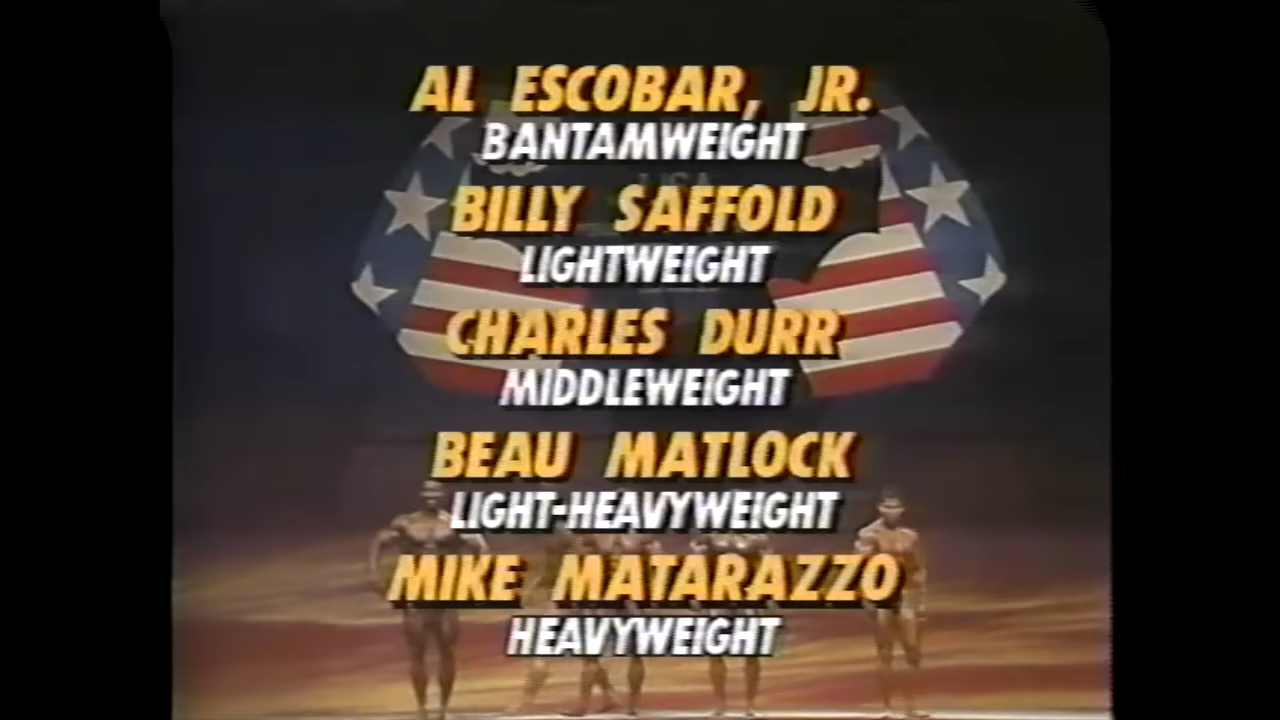 AL ESCOBAR, JR.
BANTAMWEIGHT
BILLY SAFFOLD
LIGHTWEIGHT
CHARLES DURR
MIDDLEWEIGHT
BEAU MATLOCK
LIGHT-HEAVYWEIGHT
MIKE MATARAZZO
HEAVYWEIGHT